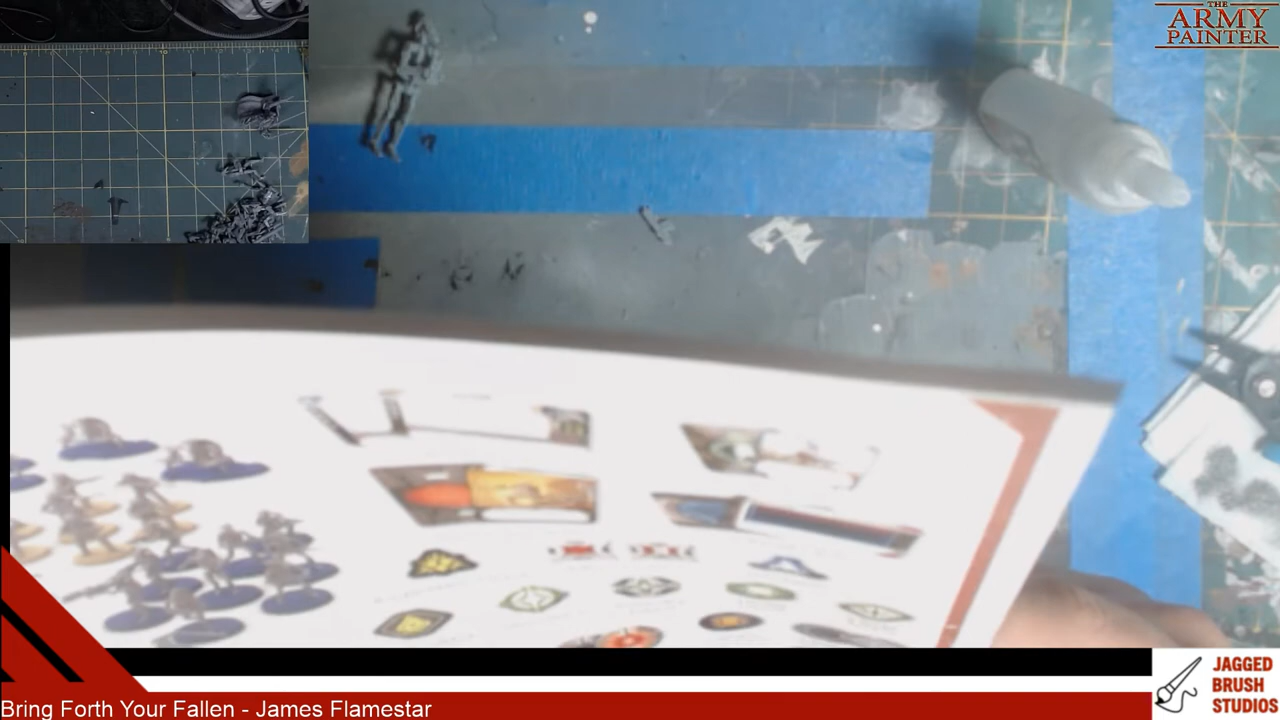 THE
ARMY
PAINTER
JAGGED
BRUSH
STUDIOS
Bring Forth Your Fallen - James Flamestar